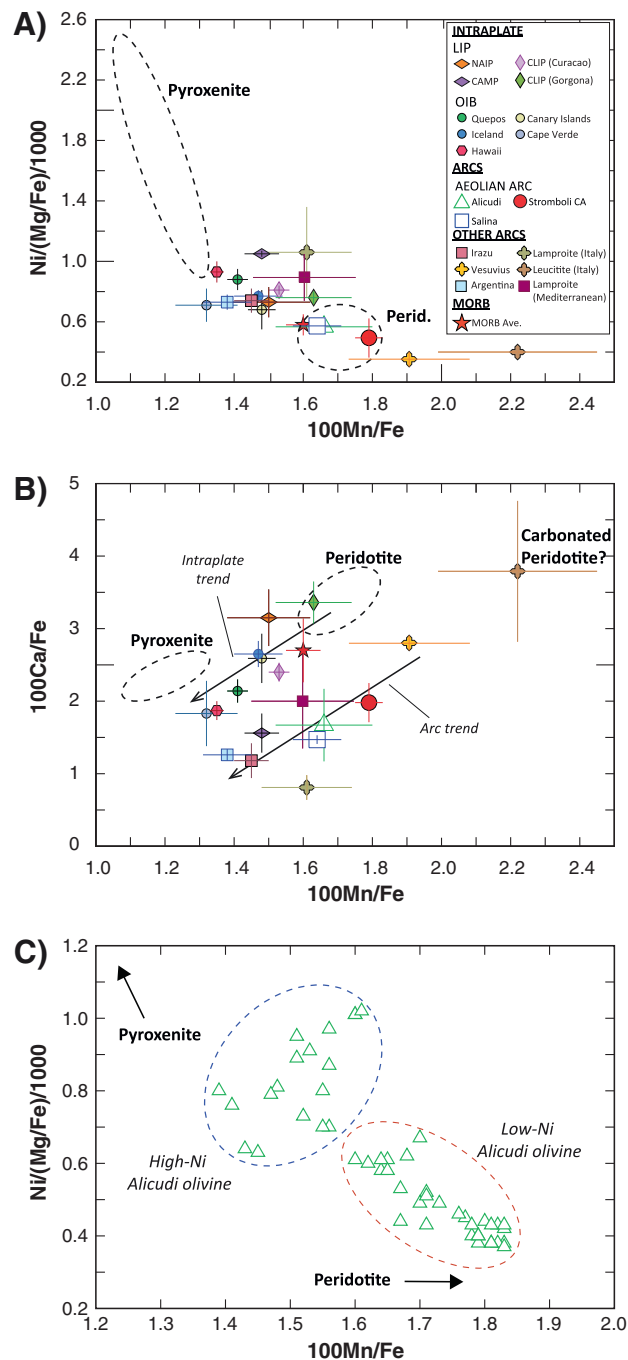 A)
2.6
2.2
1.8
1.4
1.0
0.6
0.2
Ni/(Mg/Fe)/1000
Pyroxenite
Perid.
INTRAPLATE
LIP
NAIP
CLIP (Curacao)
CAMP
CLIP (Gorgona)
OIB
Quepos
Canary Islands
Iceland
Cape Verde
Hawaii
ARCS
AEOLIAN ARC
Alicudi
Stromboli CA
Salina
OTHER ARCS
Irazu
Lamproite (Italy)
Vesuvius
Leucitite (Italy)
Argentina
Lamproite
(Mediterranean)
MORB
MORB Ave.
1.0 1.2 1.4 1.6 1.8 2.0 2.2 2.4
100Mn/Fe
B)
5
4
3
2
1
0
100Ca/Fe
Intraplate
trend
Peridotite
Carbonated
Peridotite?
Pyroxenite
Arc trend
1.0 1.2 1.4 1.6 1.8 2.0 2.2 2.4
100Mn/Fe
C)
1.2
1.0
0.8
0.6
0.4
0.2
Ni/(Mg/Fe)/1000
Pyroxenite
High-Ni
Alicudi olivine
Low-Ni
Alicudi olivine
Peridotite
1.2 1.3 1.4 1.5 1.6 1.7 1.8 1.9 2.0
100Mn/Fe